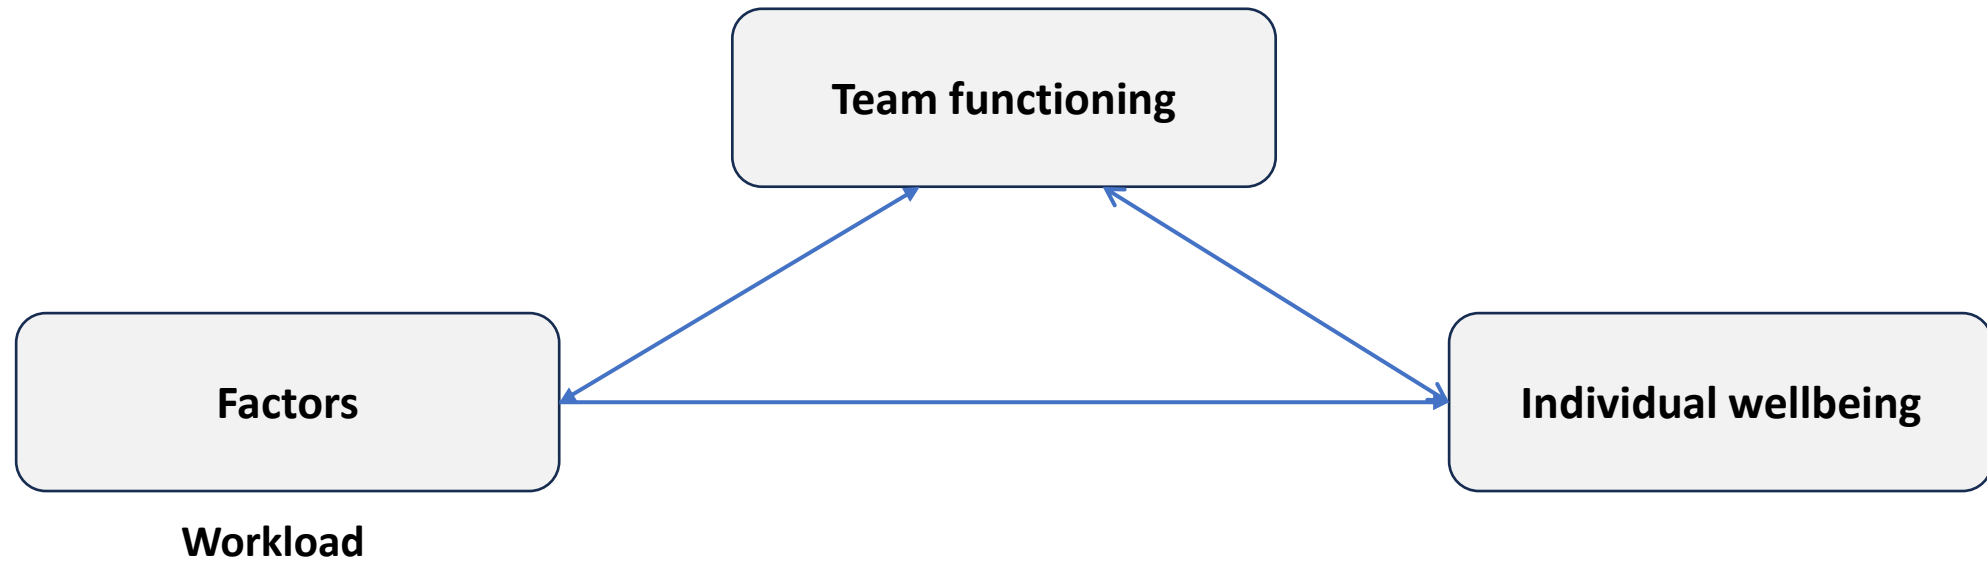 Team functioning
Factors
Individual wellbeing
Workload